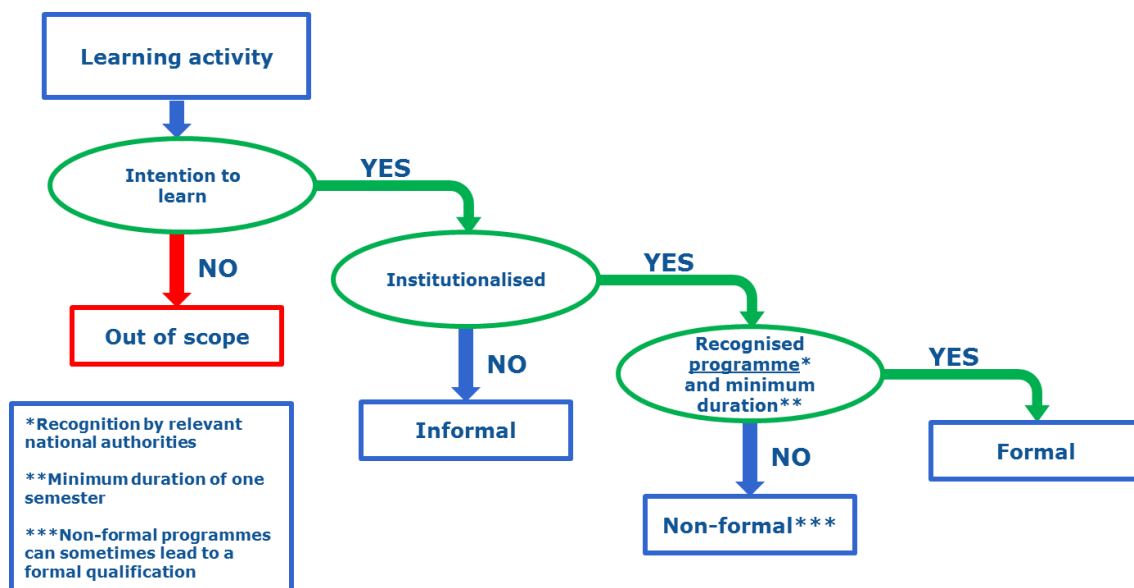 Learning activity
Intention to
learn
YES
NO
Out of scope
Institutionalised
YES
NO
Informal
Recognised
programme*
and minimum
duration**
YES
NO
Formal
Non-formal***
*Recognition by relevant
national authorities
**Minimum duration of one
semester
***Non-formal programmes
can sometimes lead to a
formal qualification